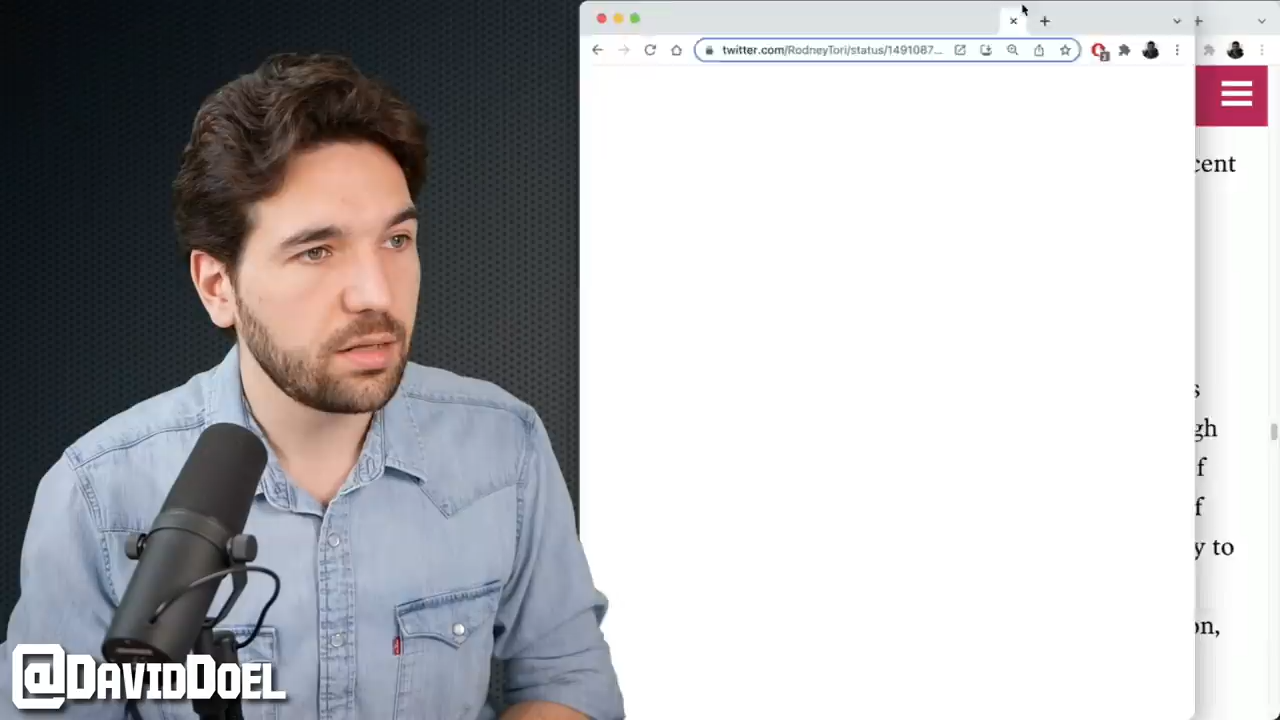 twitter.com/RodneyTori/status/1491087...
cent
s
gh
f
f
y to
on,
@DAVIDDOEL